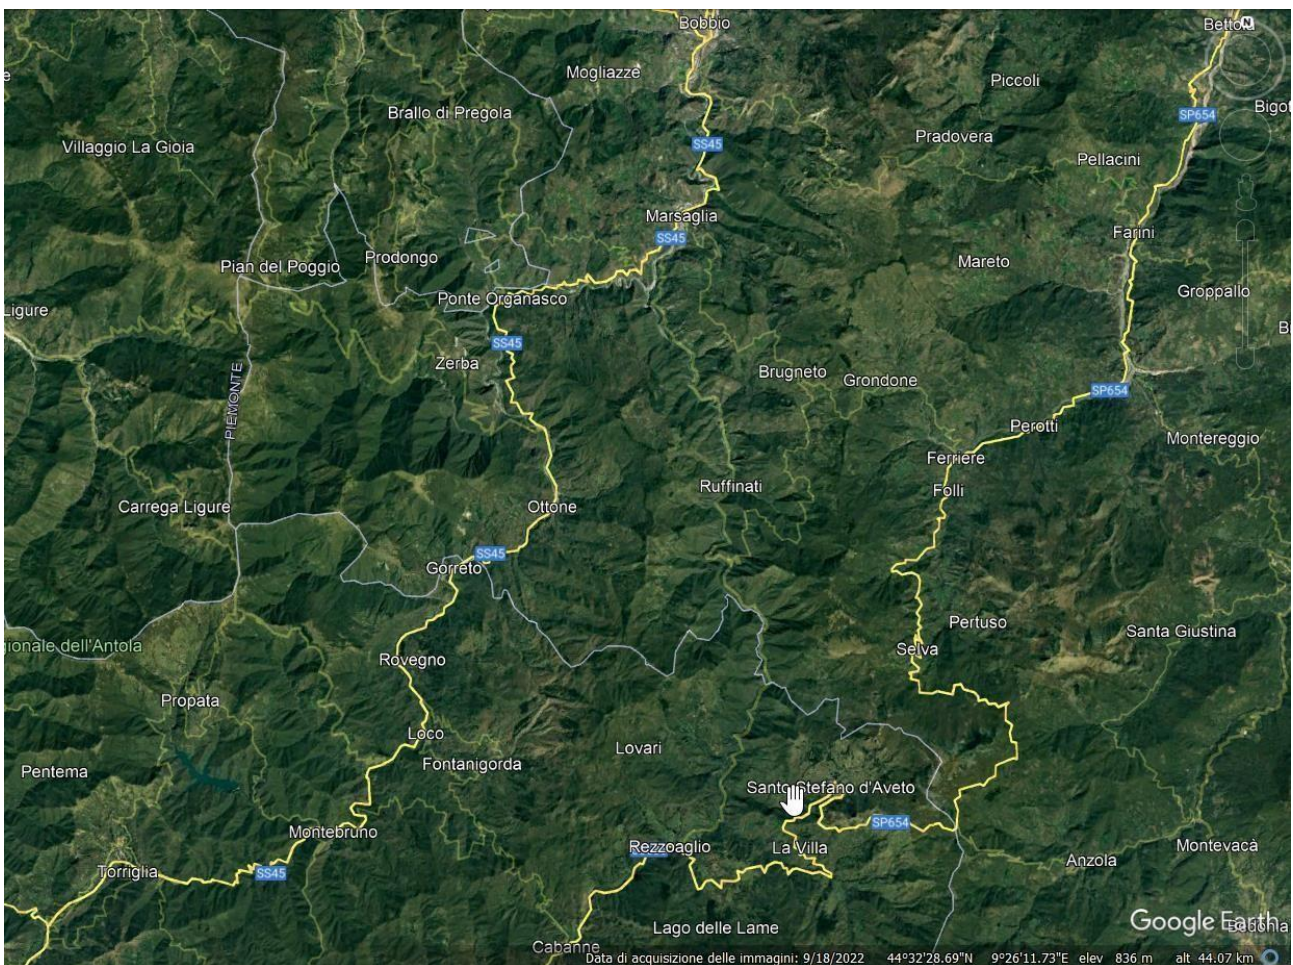 Bobbio
Bettola
N
Mogliazze
Piccoli
Brallo di Pregola
SP654
Villaggio La Gioia
SS45
Pradovera
Pellacini
Marsaglia
SS45
Farini
Pian del Poggio
Prodongo
Mareto
Ponte Organasco
Groppallo
Ligure
SS45
Zerba
Brugneto
Grondone
SP654
PIEMONTE
Perotti
Montereggio
Ferriere
Ruffinati
Folli
Carrega Ligure
Ottone
SS45
Gorreto
Pertuso
Santa Giustina
gionale dell'Antola
Selva
Rovegno
Propata
Loco
Lovari
Fontanigorda
Pentema
Santo Stefano d'Aveto
SP654
Montebruno
Rezzoaglio
La Villa
Montevacà
Anzola
Torriglia
SS45
Lago delle Lame
Google Earth
Bedonia
Cabanne
Data di acquisizione delle immagini: 9/18/2022 44°32'28.69"N 9°26'11.73"E elev 836 m alt 44.07 km